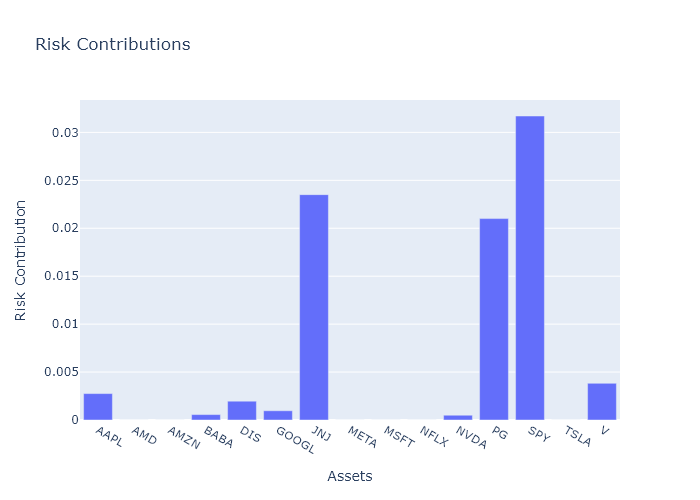 Risk Contributions
0.03
0.025
0.02
0.015
0.01
0.005
0
Risk Contribution
AAPL
AMD
AMZN
BABA
DIS
GOOGL
JNJ
META
MSFT
NFLX
NVDA
PG
SPY
TSLA
V
Assets